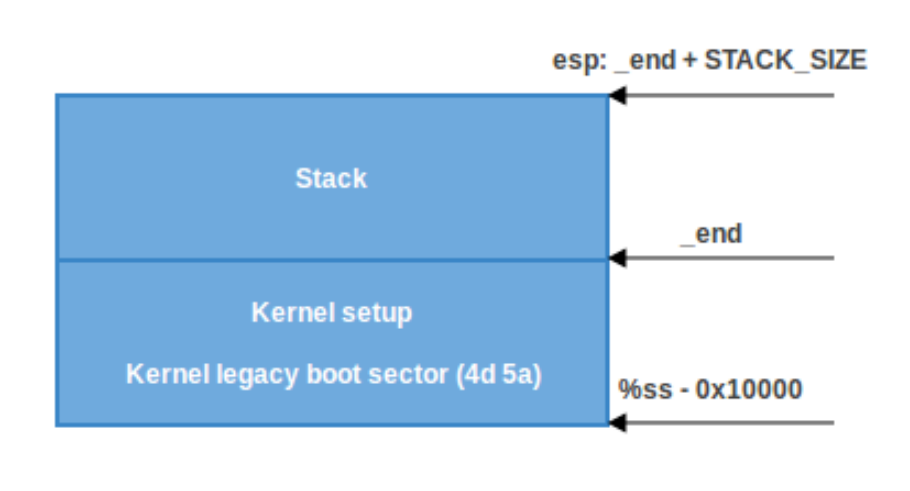 esp: _end + STACK_SIZE
Stack
_end
Kernel setup
Kernel legacy boot sector (4d 5a)
%ss - 0x10000